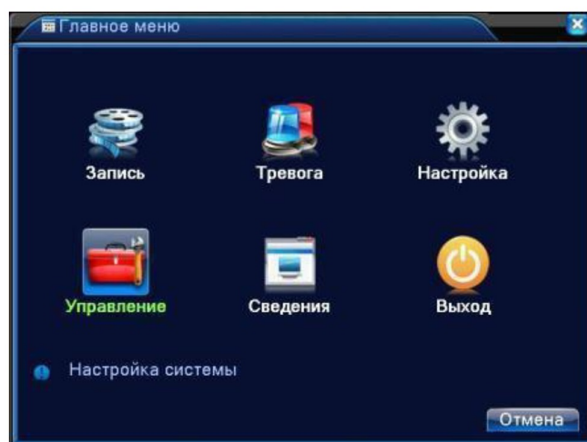 Главное меню
Запись Тревога Настройка
Управление Сведения Выход
Настройка системы
Отмена